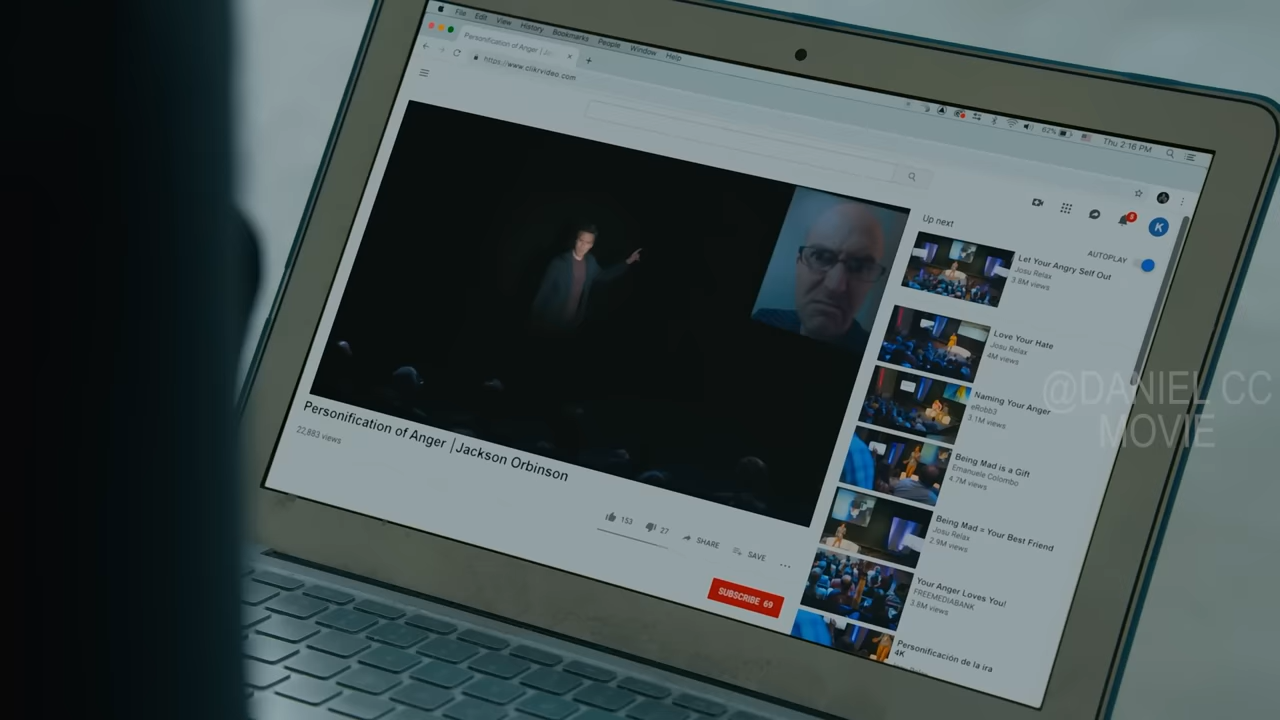 File Edit View History Bookmarks People Window Help
62% Thu 2:16 PM
Personification of Anger | Ja
https://www.clikrvideo.com
K
Up next
AUTOPLAY
Let Your Angry Self Out
Josu Relax
3.8M views
Love Your Hate
Josu Relax
4M views
Naming Your Anger
eRobb3
3.1M views
Being Mad is a Gift
Emanuele Colombo
4.7M views
Being Mad = Your Best Friend
Josu Relax
2.9M views
Your Anger Loves You!
FREEMEDIABANK
3.8M views
Personificación de la ira
4K
Personification of Anger | Jackson Orbinson
22,883 views
153 27 SHARE SAVE
SUBSCRIBE 69
@DANIEL CC
MOVIE